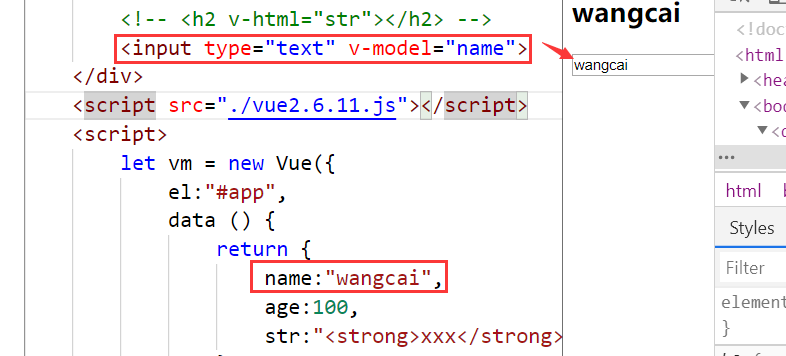 <!-- <h2 v-html="str"></h2> -->
<input type="text" v-model="name">
</div>
<script src="./vue2.6.11.js"></script>
<script>
let vm = new Vue({
el:"#app",
data () {
return {
name:"wangcai",
age:100,
str:"<strong>xxx</strong>
wangcai
wangcai
<!doc
<html
<hea
<boo
<
...
html
Styles
Filter
element
}